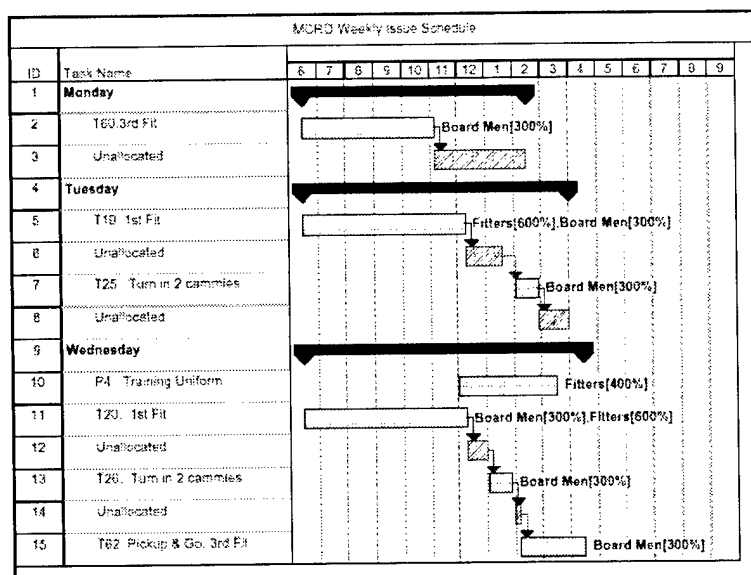 MCRD Weekly Issue Schedule
ID Task Name 6 7 8 9 10 11 12 1 2 3 4 5 6 7 8 9
1 Monday
2 T60.3rd Fit Board Men[300%]
3 Unallocated
4 Tuesday
5 T19 1st Fit Fitters[600%],Board Men[300%]
6 Unallocated
7 T25 Turn in 2 cammies Board Men[300%]
8 Unallocated
9 Wednesday
10 P4 Training Uniform Fitters[400%]
11 T20. 1st Fit Board Men[300%],Fitters[600%]
12 Unallocated
13 T26. Turn in 2 cammies Board Men[300%]
14 Unallocated
15 T62 Pickup & Go. 3rd Fit Board Men[300%]